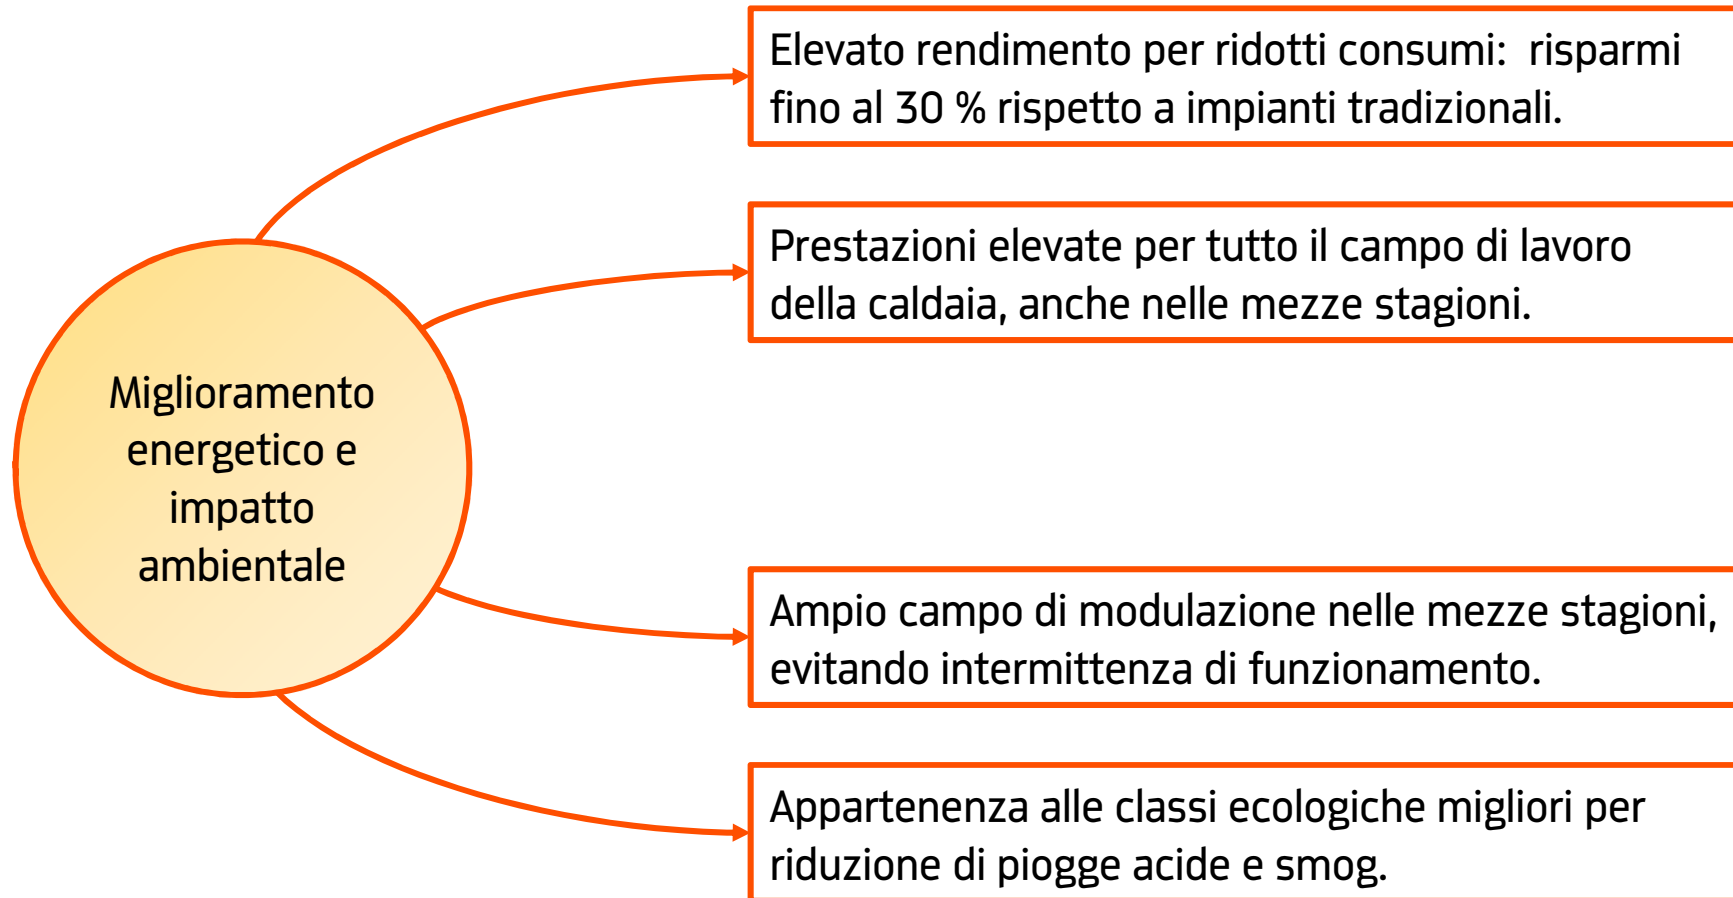 Elevato rendimento per ridotti consumi:  risparmi
fino al 30 % rispetto a impianti tradizionali.
Prestazioni elevate per tutto il campo di lavoro
della caldaia, anche nelle mezze stagioni.
Miglioramento
energetico e
impatto
ambientale
Ampio campo di modulazione nelle mezze stagioni,
evitando intermittenza di funzionamento.
Appartenenza alle classi ecologiche migliori per
riduzione di piogge acide e smog.